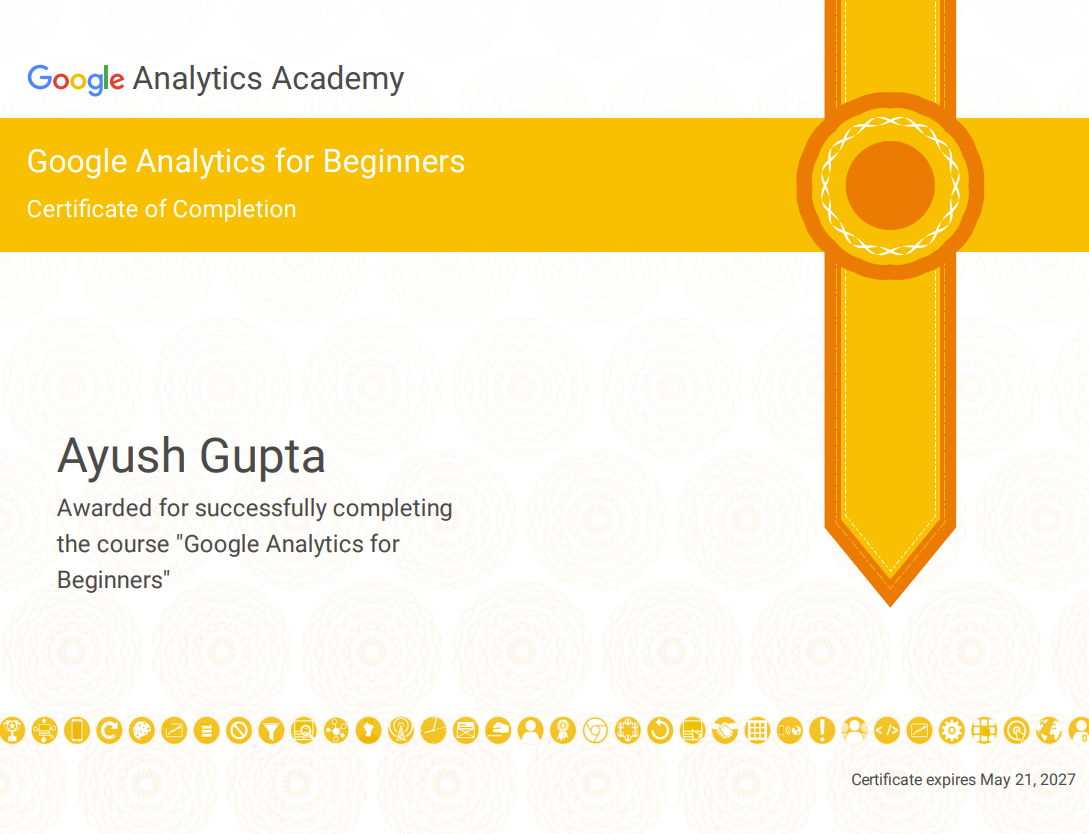 Google Analytics Academy
Google Analytics for Beginners
Certificate of Completion
Ayush Gupta
Awarded for successfully completing
the course "Google Analytics for
Beginners"
</>
Certificate expires May 21, 2027